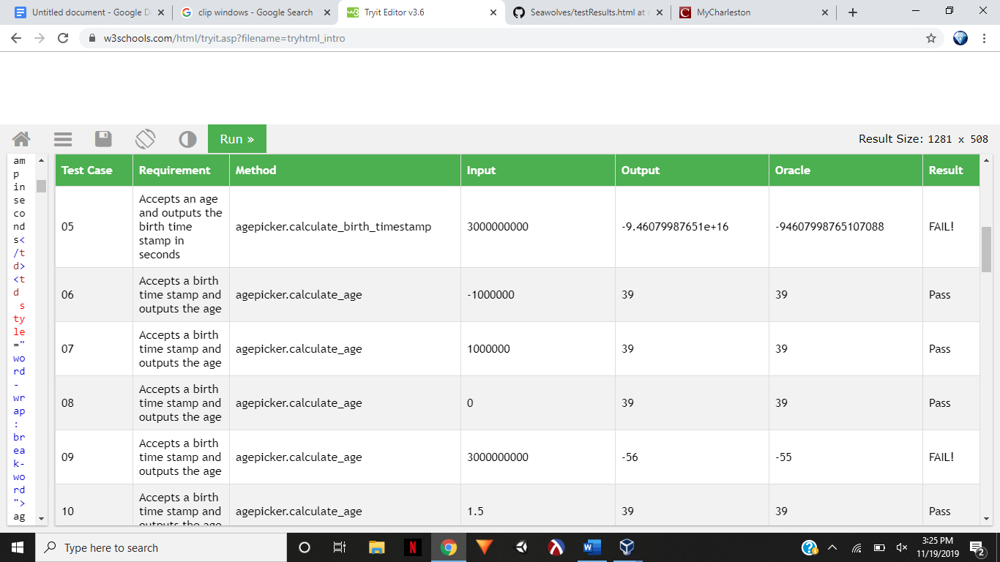 Untitled document - Google D
clip windows - Google Search
Tryit Editor v3.6
Seawolves/testResults.html at
MyCharleston
w3schools.com/html/tryit.asp?filename=tryhtml_intro
Run »
Result Size: 1281 x 508
am
p
in
se
co
nd
s<
/t
d>
<t
d
s
ty
le
="
wo
rd
-
wr
ap
:
br
ea
k-
wo
rd
">
ag
Test Case Requirement Method Input Output Oracle Result
Accepts an age
and outputs the
05 birth time agepicker.calculate_birth_timestamp 3000000000 -9.46079987651e+16 -94607998765107088 FAIL!
stamp in
seconds
Accepts a birth
06 time stamp and agepicker.calculate_age -1000000 39 39 Pass
outputs the age
Accepts a birth
07 time stamp and agepicker.calculate_age 1000000 39 39 Pass
outputs the age
Accepts a birth
08 time stamp and agepicker.calculate_age 0 39 39 Pass
outputs the age
Accepts a birth
09 time stamp and agepicker.calculate_age 3000000000 -56 -55 FAIL!
outputs the age
Accepts a birth
10 time stamp and agepicker.calculate_age 1.5 39 39 Pass
outputs the age
Type here to search
3:25 PM
11/19/2019
2